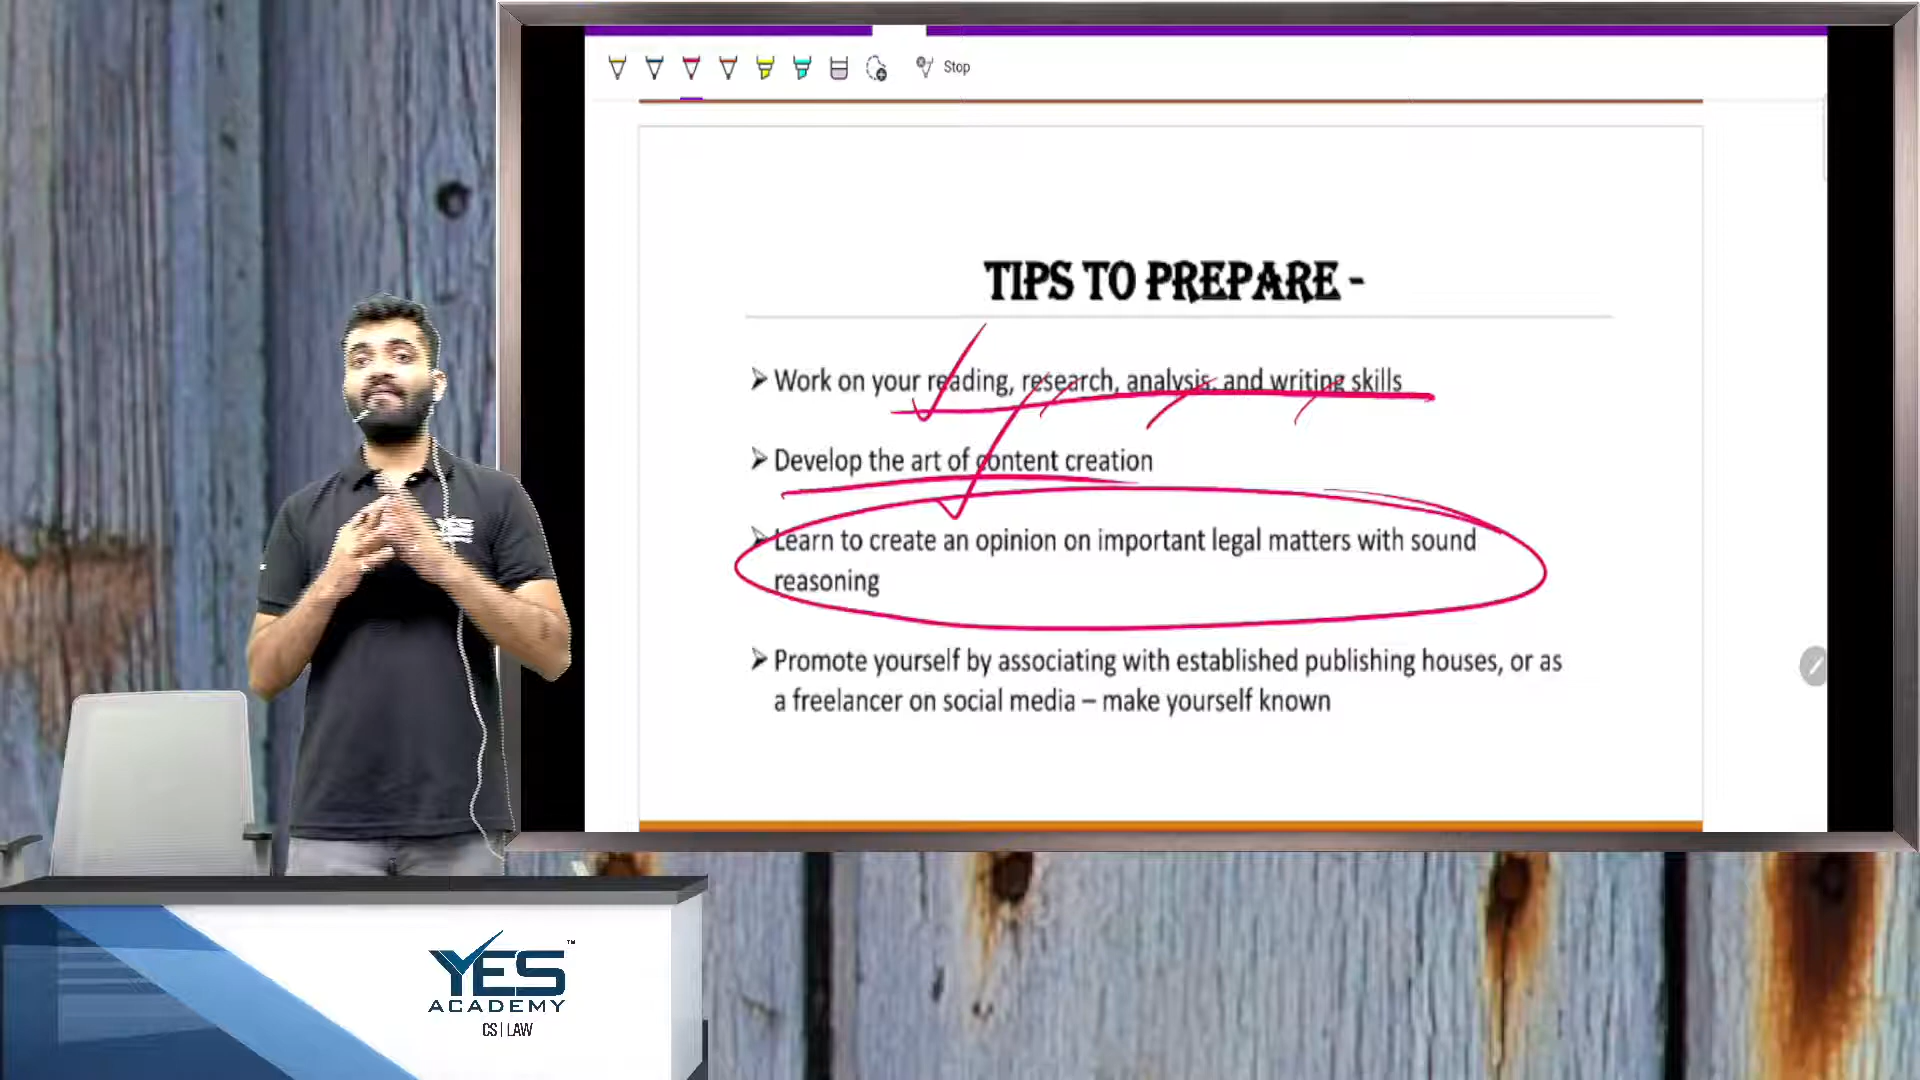 Stop
TIPS TO PREPARE -
➢ Work on your reading, research, analysis, and writing skills
➢ Develop the art of content creation
➢ Learn to create an opinion on important legal matters with sound
reasoning
➢ Promote yourself by associating with established publishing houses, or as
a freelancer on social media – make yourself known
YES
YES™
ACADEMY
CS | LAW